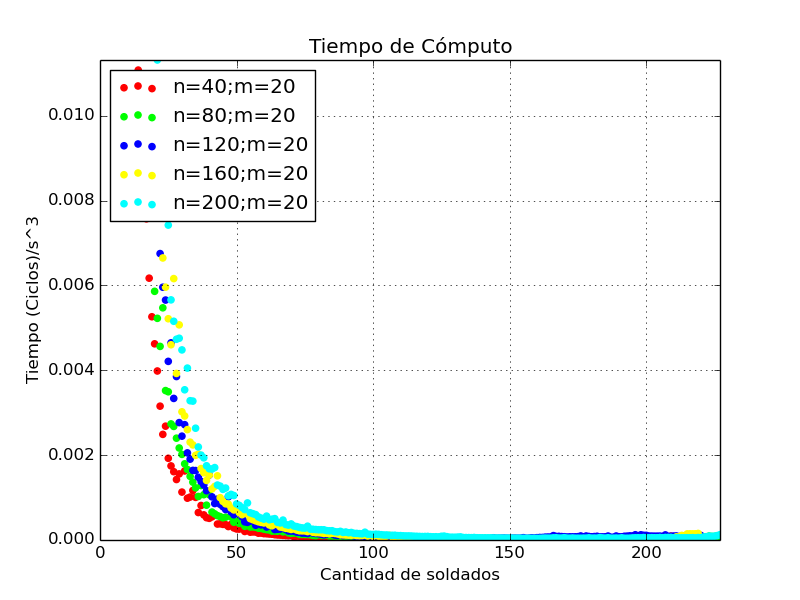 Tiempo de Cómputo
n=40;m=20
n=80;m=20
n=120;m=20
n=160;m=20
n=200;m=20
Tiempo (Ciclos)/s^3
0.010
0.008
0.006
0.004
0.002
0.000
0 50 100 150 200
Cantidad de soldados